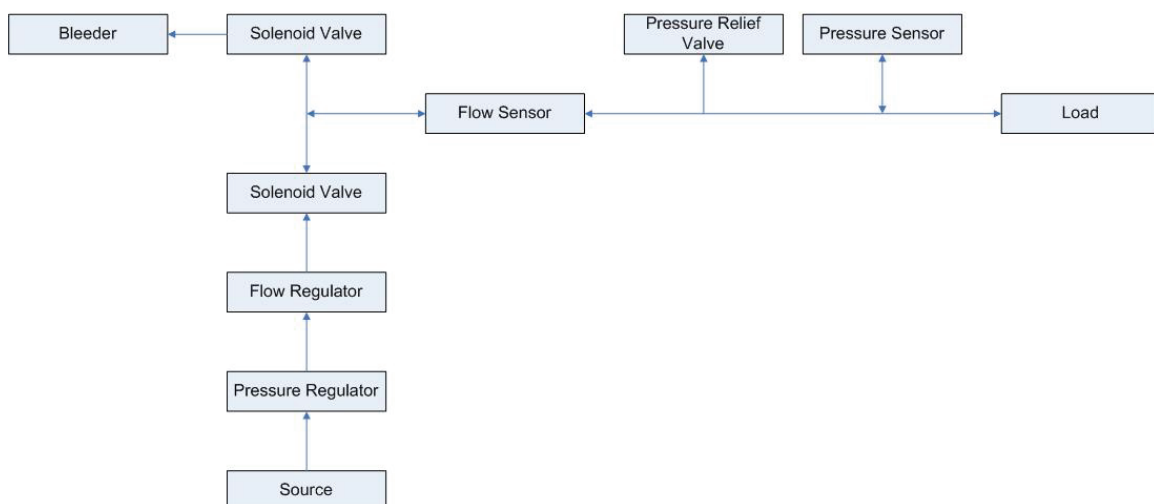 Bleeder
Solenoid Valve
Pressure Relief
Valve
Pressure Sensor
Flow Sensor
Load
Solenoid Valve
Flow Regulator
Pressure Regulator
Source